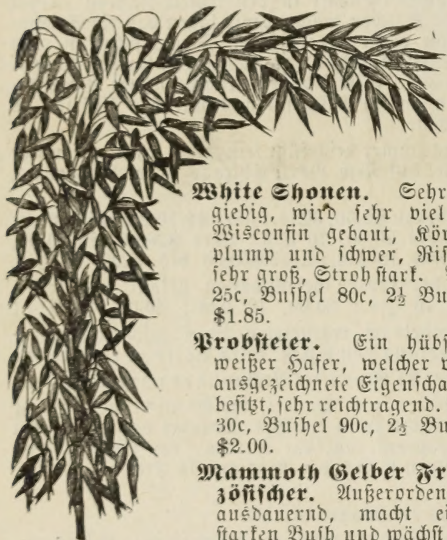 White Shonen. Sehr
giebig, wird sehr viel
Wisconsin gebaut, Kör
plump und schwer, Ris
sehr groß, Stroh stark.
25c, Bushel 80c, 2½ Bu
$1.85.
Probsteier. Ein hübs
weißer Hafer, welcher v
ausgezeichnete Eigenscha
besitzt, sehr reichtragend.
30c, Bushel 90c, 2½ Bu
$2.00.
Mammoth Gelber Fr
zösischer. Außerorden
ausdauernd, macht ei
starken Bush und wächst